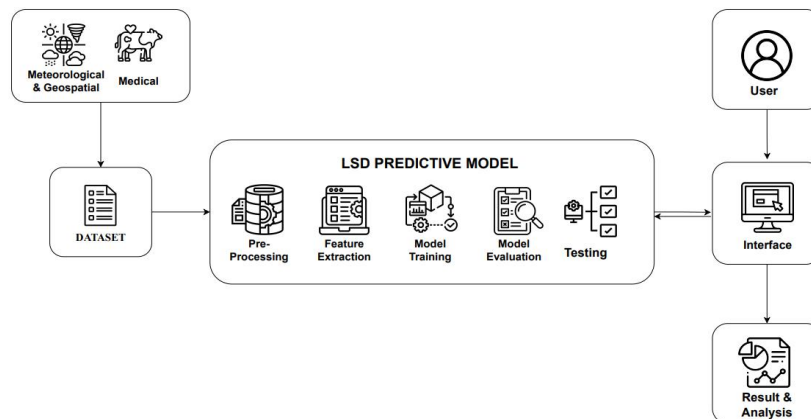 Meteorological
& Geospatial
Medical
User
LSD PREDICTIVE MODEL
DATASET
Pre-
Processing
Feature
Extraction
Model
Training
Model
Evaluation
Testing
Interface
Result &
Analysis